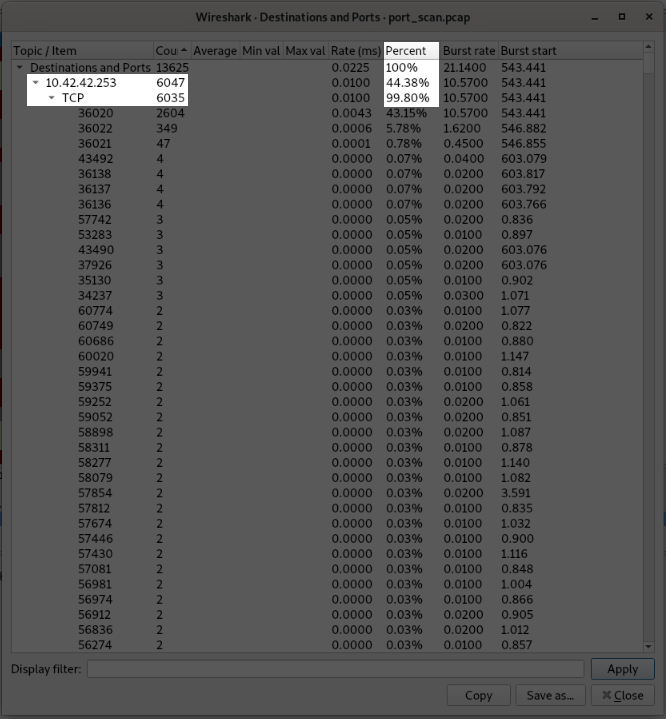 Wireshark · Destinations and Ports · port_scan.pcap
Topic / Item Cou Average Min val Max val Rate (ms) Percent Burst rate Burst start
Destinations and Ports 13625 0.0225 100% 21.1400 543.441
10.42.42.253 6047 0.0100 44.38% 10.5700 543.441
TCP 6035 0.0100 99.80% 10.5700 543.441
36020 2604 0.0043 43.15% 10.5700 543.441
36022 349 0.0006 5.78% 1.6200 546.882
36021 47 0.0001 0.78% 0.4500 546.855
43492 4 0.0000 0.07% 0.0400 603.079
36138 4 0.0000 0.07% 0.0200 603.817
36137 4 0.0000 0.07% 0.0200 603.792
36136 4 0.0000 0.07% 0.0200 603.766
57742 3 0.0000 0.05% 0.0200 0.836
53283 3 0.0000 0.05% 0.0100 0.897
43490 3 0.0000 0.05% 0.0200 603.076
37926 3 0.0000 0.05% 0.0200 603.076
35130 3 0.0000 0.05% 0.0100 0.902
34237 3 0.0000 0.05% 0.0300 1.071
60774 2 0.0000 0.03% 0.0100 1.077
60749 2 0.0000 0.03% 0.0200 0.822
60686 2 0.0000 0.03% 0.0100 0.880
60020 2 0.0000 0.03% 0.0100 1.147
59941 2 0.0000 0.03% 0.0100 0.814
59375 2 0.0000 0.03% 0.0100 0.858
59252 2 0.0000 0.03% 0.0200 1.061
59052 2 0.0000 0.03% 0.0200 0.851
58898 2 0.0000 0.03% 0.0200 1.087
58311 2 0.0000 0.03% 0.0100 0.878
58277 2 0.0000 0.03% 0.0100 1.140
58079 2 0.0000 0.03% 0.0100 1.082
57854 2 0.0000 0.03% 0.0200 3.591
57812 2 0.0000 0.03% 0.0100 0.835
57674 2 0.0000 0.03% 0.0100 1.032
57446 2 0.0000 0.03% 0.0100 0.900
57430 2 0.0000 0.03% 0.0100 1.116
57081 2 0.0000 0.03% 0.0100 0.848
56981 2 0.0000 0.03% 0.0100 1.004
56974 2 0.0000 0.03% 0.0100 0.866
56912 2 0.0000 0.03% 0.0200 0.905
56836 2 0.0000 0.03% 0.0200 1.012
56274 2 0.0000 0.03% 0.0100 0.857
Display filter: Apply
Copy Save as... Close